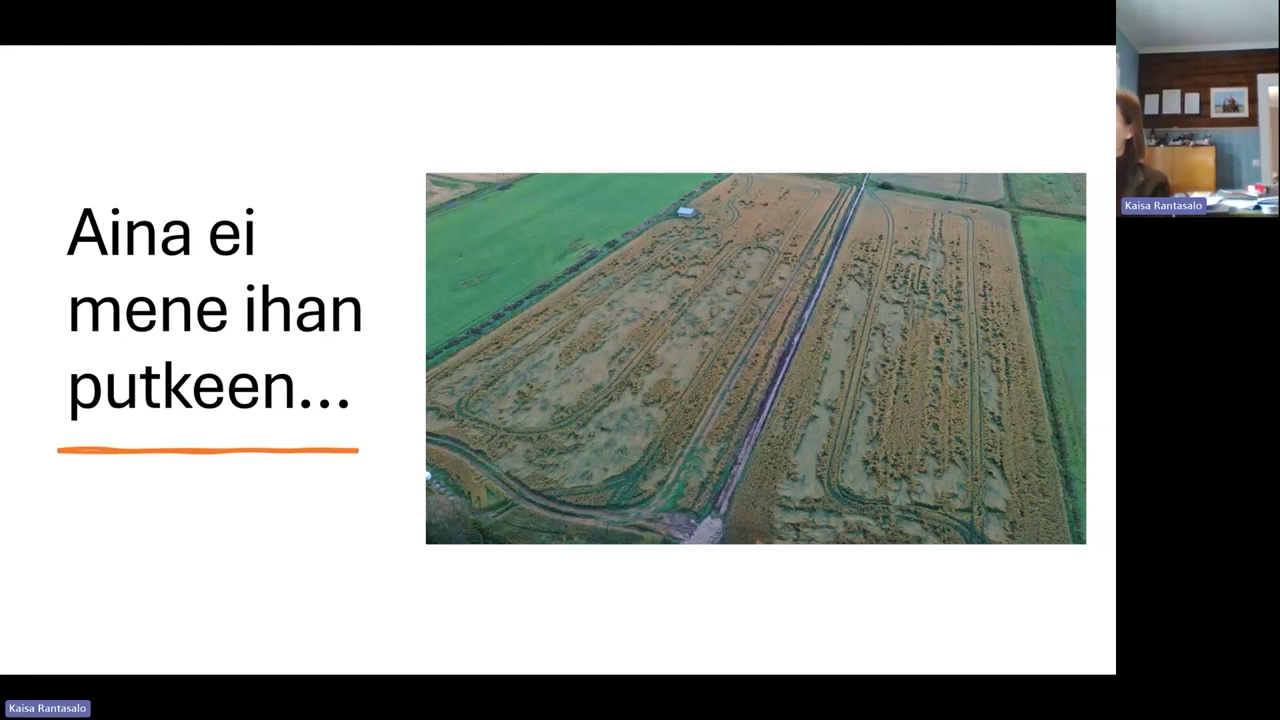 Aina ei
mene ihan
putkeen...
Kaisa Rantasalo
Kaisa Rantasalo